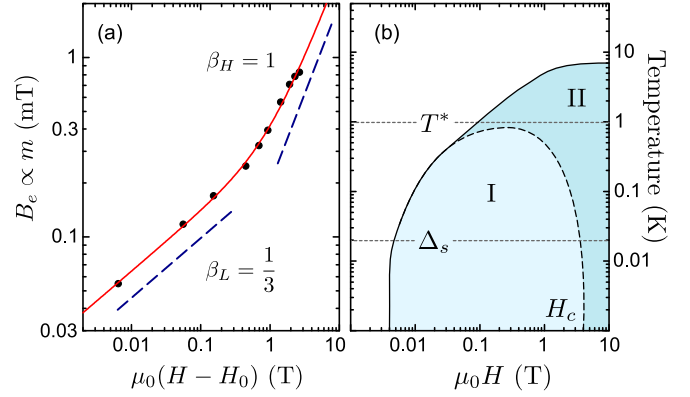 (a)
β_H = 1
β_L = 1/3
1
0.3
0.1
0.03
B_e ∝ m (mT)
0.01
0.1
1
10
μ_0(H − H_0) (T)
(b)
II
T*
I
Δ_s
H_c
10
1
0.1
0.01
Temperature (K)
0.01
0.1
1
10
μ_0H (T)